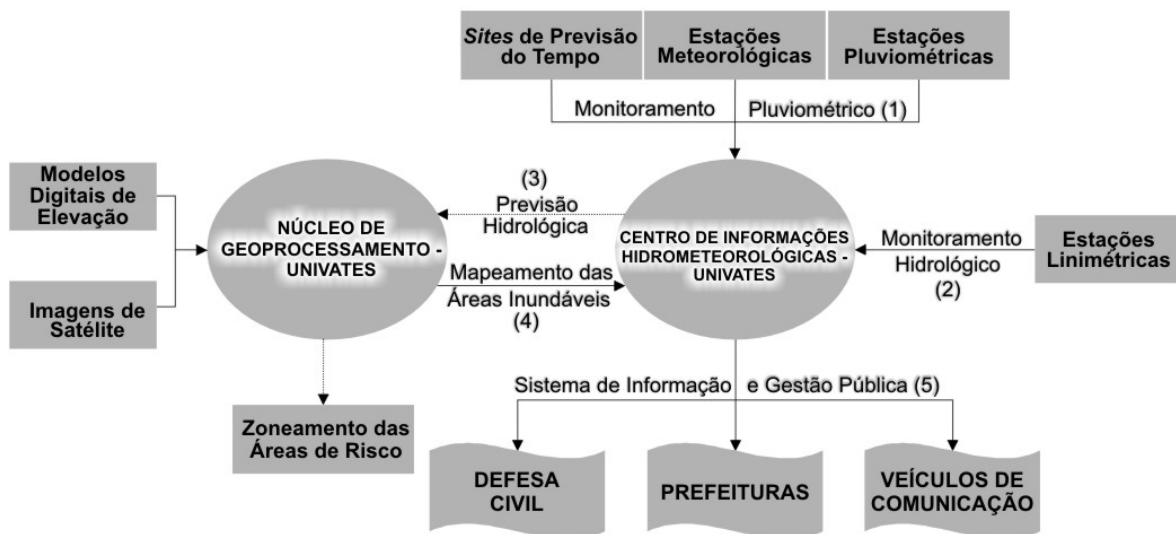 Sites de Previsão
do Tempo
Estações
Meteorológicas
Estações
Pluviométricas
Monitoramento
Pluviométrico (1)
Modelos
Digitais de
Elevação
Imagens de
Satélite
NÚCLEO DE
GEOPROCESSAMENTO -
UNIVATES
(3)
Previsão
Hidrológica
Mapeamento das
Áreas Inundáveis
(4)
CENTRO DE INFORMAÇÕES
HIDROMETEOROLÓGICAS -
UNIVATES
Monitoramento
Hidrológico
(2)
Estações
Linimétricas
Zoneamento das
Áreas de Risco
Sistema de Informação
e Gestão Pública (5)
DEFESA
CIVIL
PREFEITURAS
VEÍCULOS DE
COMUNICAÇÃO